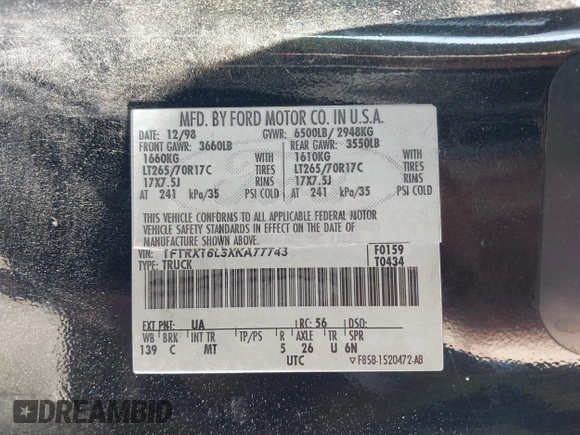 MFD. BY FORD MOTOR CO. IN U.S.A.
DATE: 12/98 GVWR: 6500LB/ 2948KG
FRONT GAWR: 3660LB REAR GAWR: 3550LB
1660KG WITH 1610KG WITH
LT265/70R17C TIRES LT265/70R17C TIRES
17X7.5J RIMS 17X7.5J RIMS
AT 241 kPa/35 PSI COLD AT 241 kPa/35 PSI COLD
THIS VEHICLE CONFORMS TO ALL APPLICABLE FEDERAL MOTOR
VEHICLE SAFETY STANDARDS IN EFFECT ON THE DATE OF
MANUFACTURE SHOWN ABOVE.
VIN: 1FTRX18L3XKA77743 F0159
TYPE: TRUCK T0434
EXT PNT: UA RC: 56 DSO:
WB BRK INT TR TP/PS R AXLE TR SPR
139 C MT 5 26 U 6N
UTC ▽ F85B-1520472-AB
DREAMBID